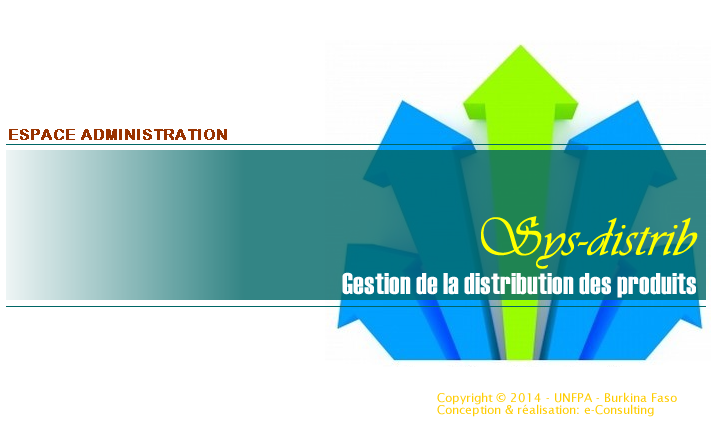 ESPACE ADMINISTRATION
Sys-distrib
Gestion de la distribution des produits
Copyright © 2014 - UNFPA - Burkina Faso
Conception & rèalisation: e-Consulting